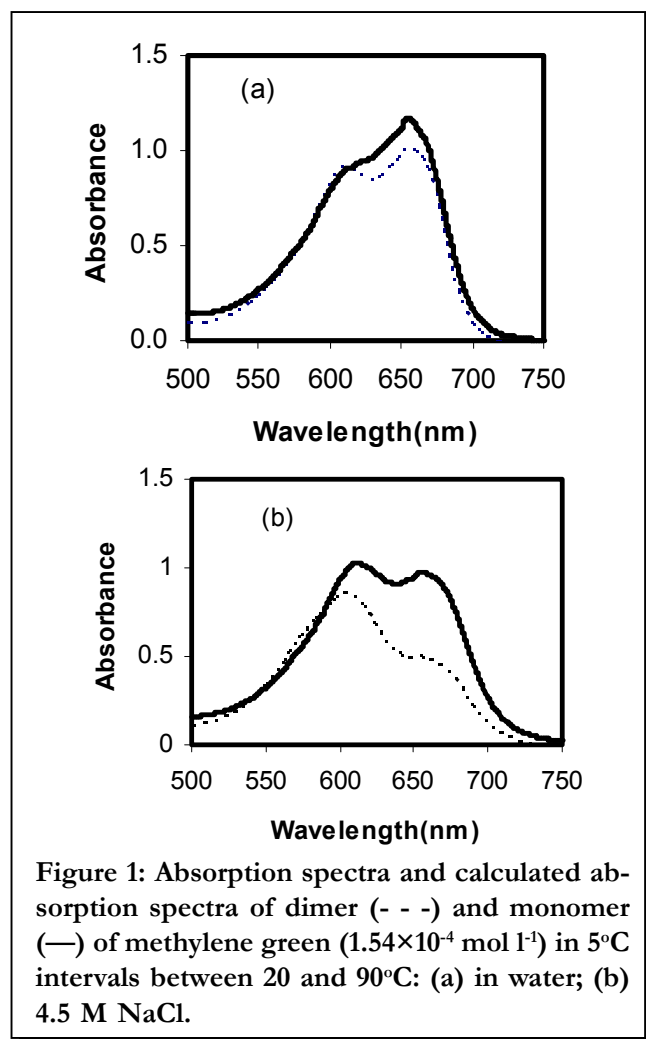 1.5
(a)
1.0
Absorbance
0.5
0.0
500 550 600 650 700 750
Wavelength(nm)
1.5
(b)
1
Absorbance
0.5
0
500 550 600 650 700 750
Wavelength(nm)
Figure 1: Absorption spectra and calculated ab-
sorption spectra of dimer (- - -) and monomer
(—) of methylene green (1.54×10⁻⁴ mol l⁻¹) in 5°C
intervals between 20 and 90°C: (a) in water; (b)
4.5 M NaCl.